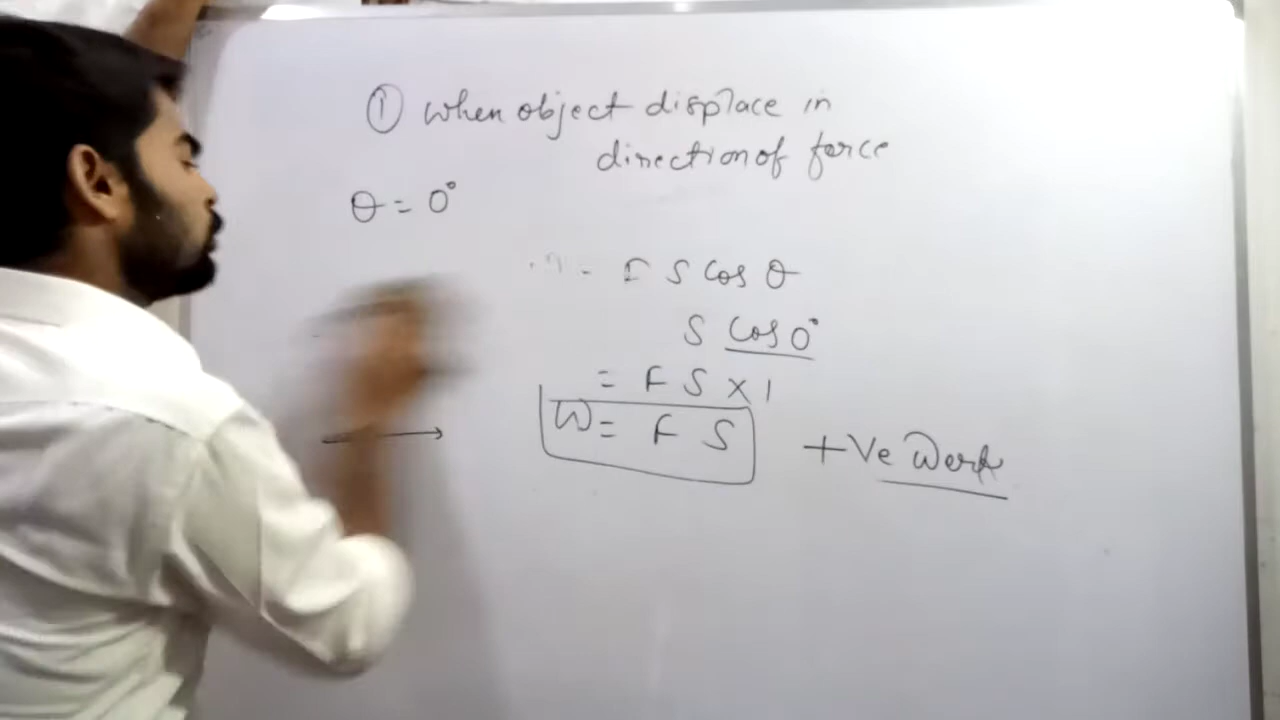 ① When object displace in
direction of force
θ = 0°
- F S Cos θ
S Cos 0°
= F S × 1
W = F S
+Ve Work